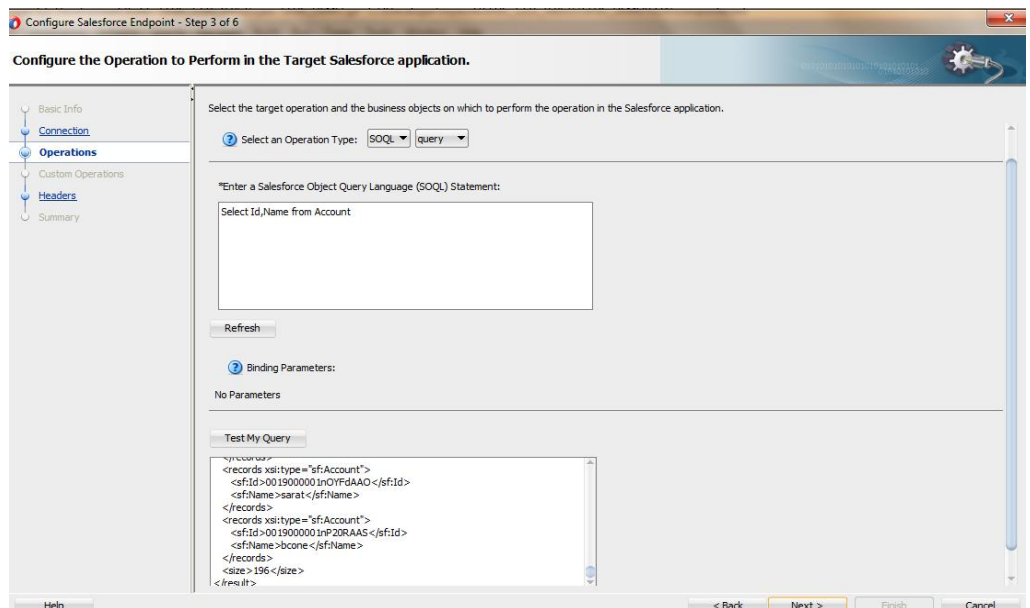 Configure Salesforce Endpoint - Step 3 of 6
Configure the Operation to Perform in the Target Salesforce application.
Basic Info
Connection
Operations
Custom Operations
Headers
Summary
Select the target operation and the business objects on which to perform the operation in the Salesforce application.
Select an Operation Type: SOQL query
*Enter a Salesforce Object Query Language (SOQL) Statement:
Select Id,Name from Account
Refresh
Binding Parameters:
No Parameters
Test My Query
</records>
<records xsi:type="sf:Account">
<sf:Id>0019000001nOYFdAAO</sf:Id>
<sf:Name>sarat</sf:Name>
</records>
<records xsi:type="sf:Account">
<sf:Id>0019000001nP20RAAS</sf:Id>
<sf:Name>bcone</sf:Name>
</records>
<size>196</size>
</result>
Help < Back Next > Finish Cancel